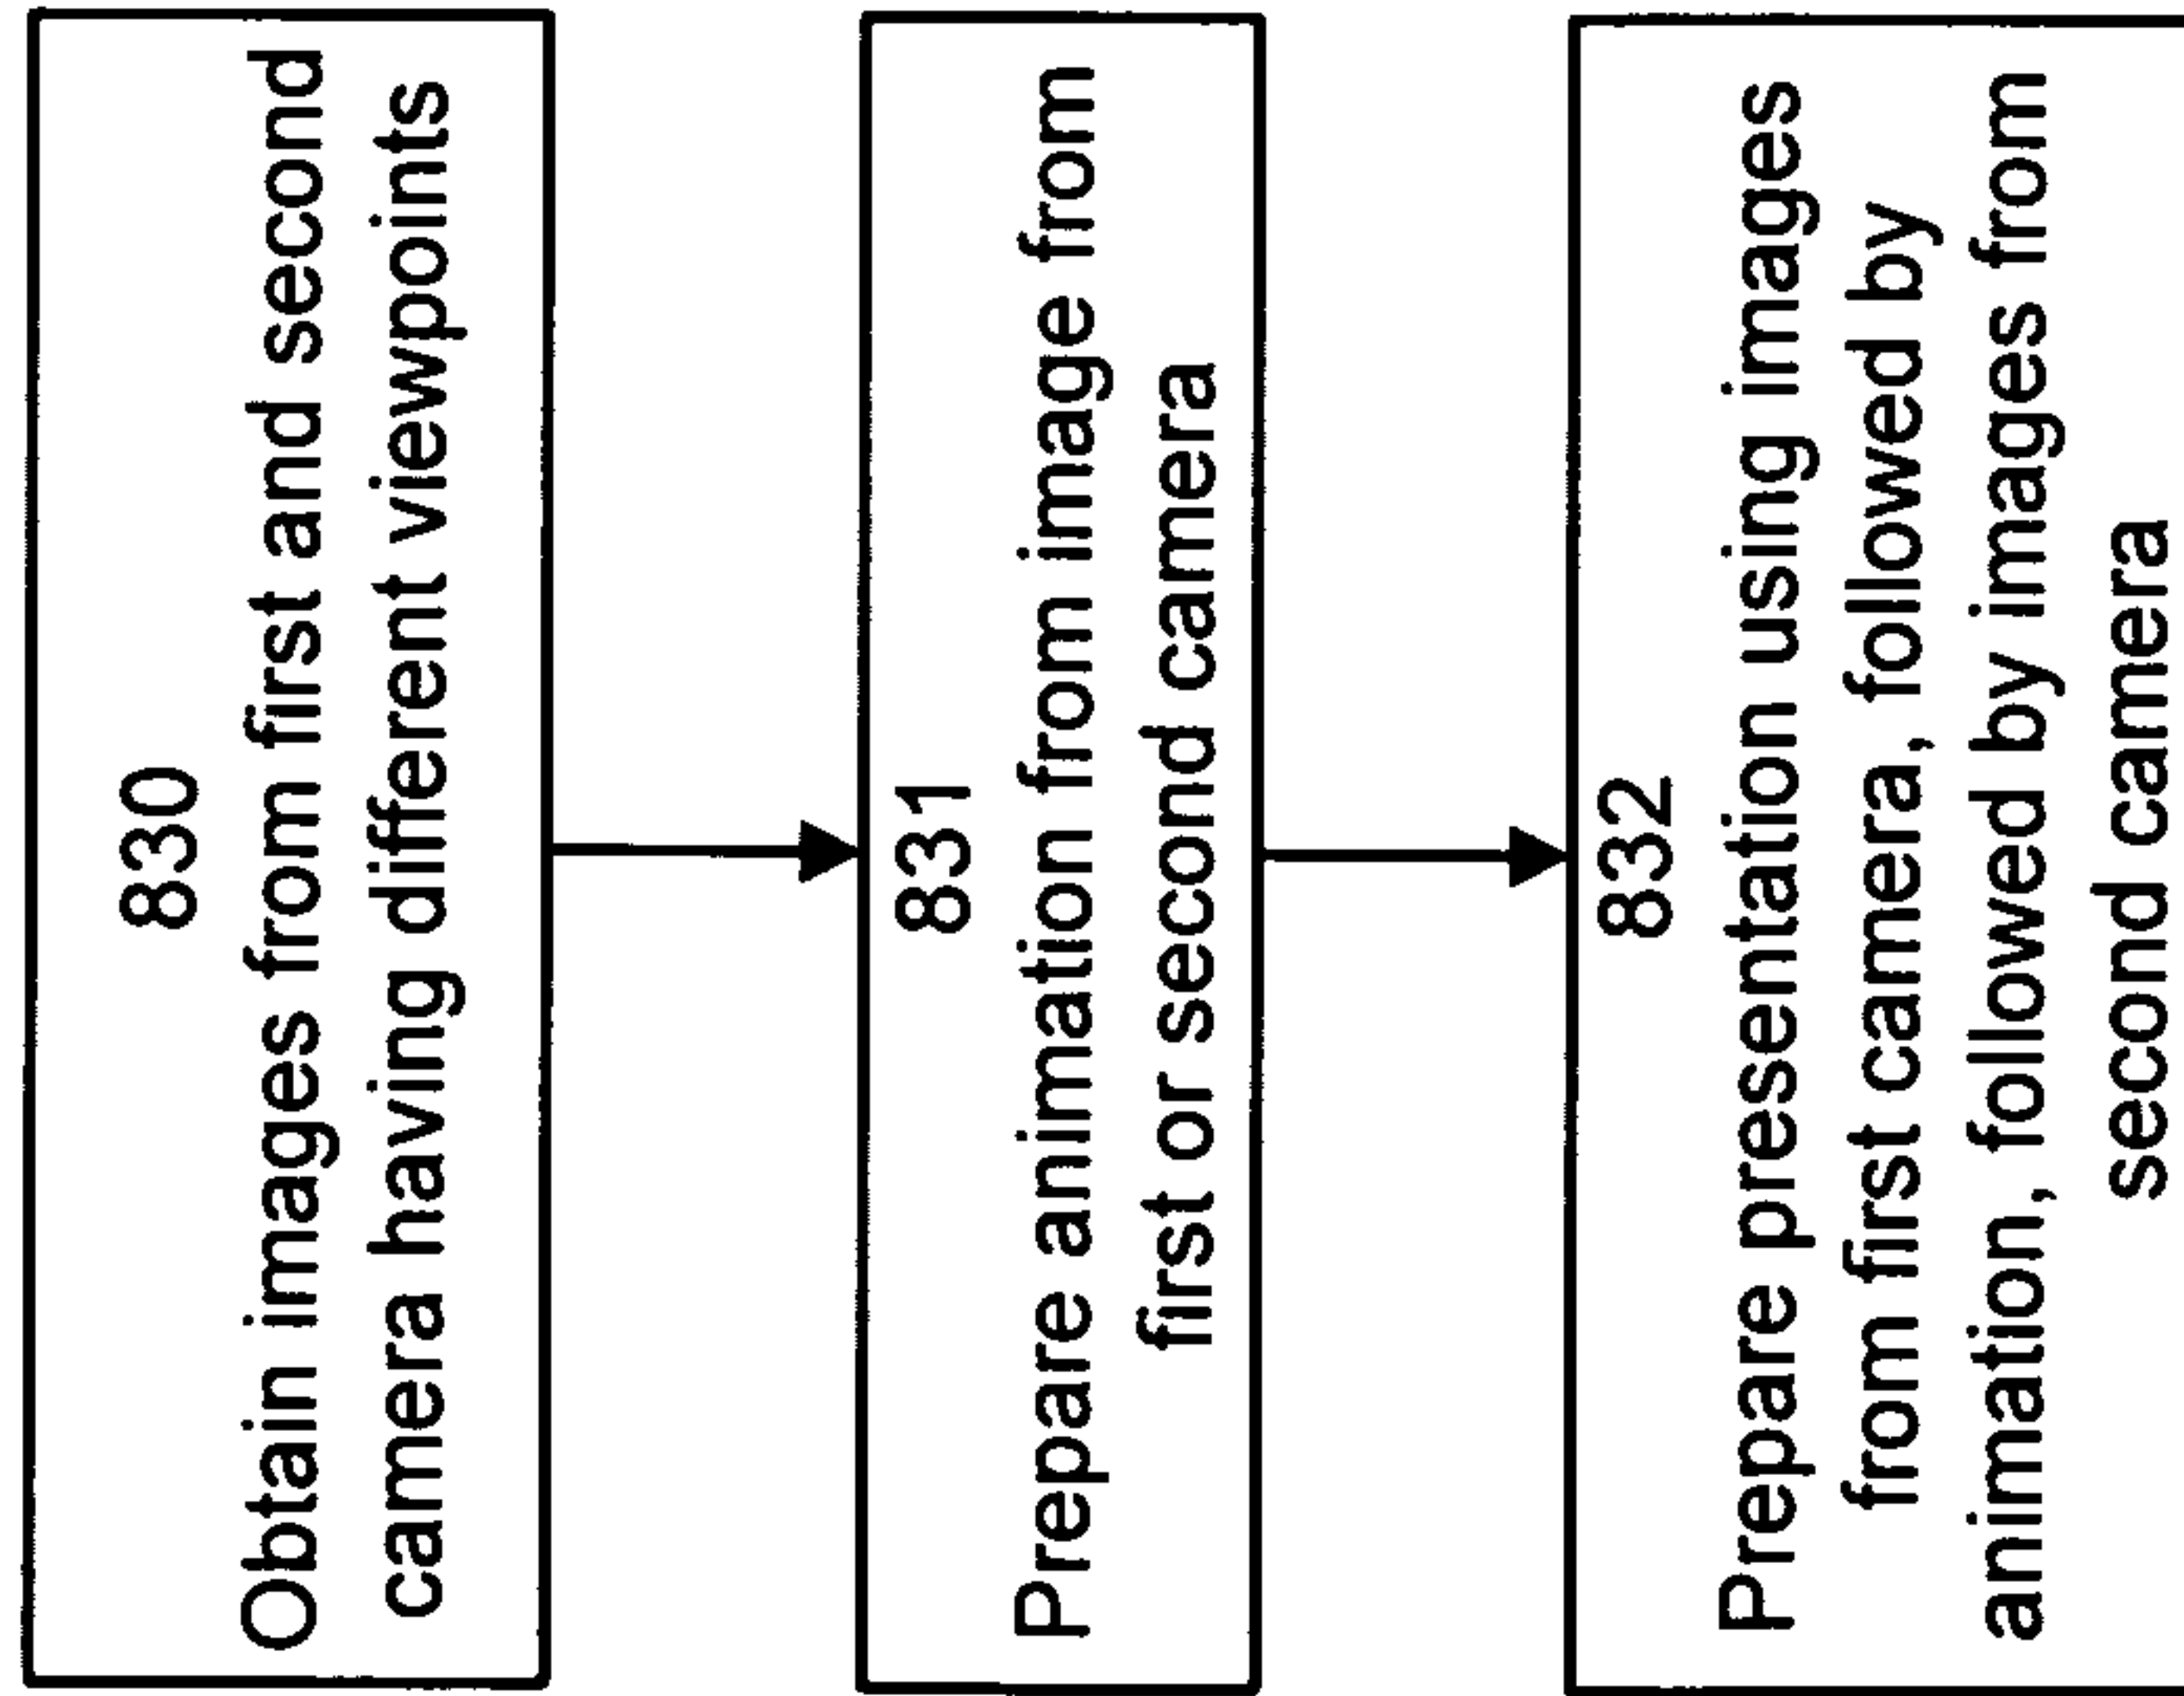 830
Obtain images from first and second
camera having different viewpoints
831
Prepare animation from image from
first or second camera
832
Prepare presentation using images
from first camera, followed by
animation, followed by images from
second camera